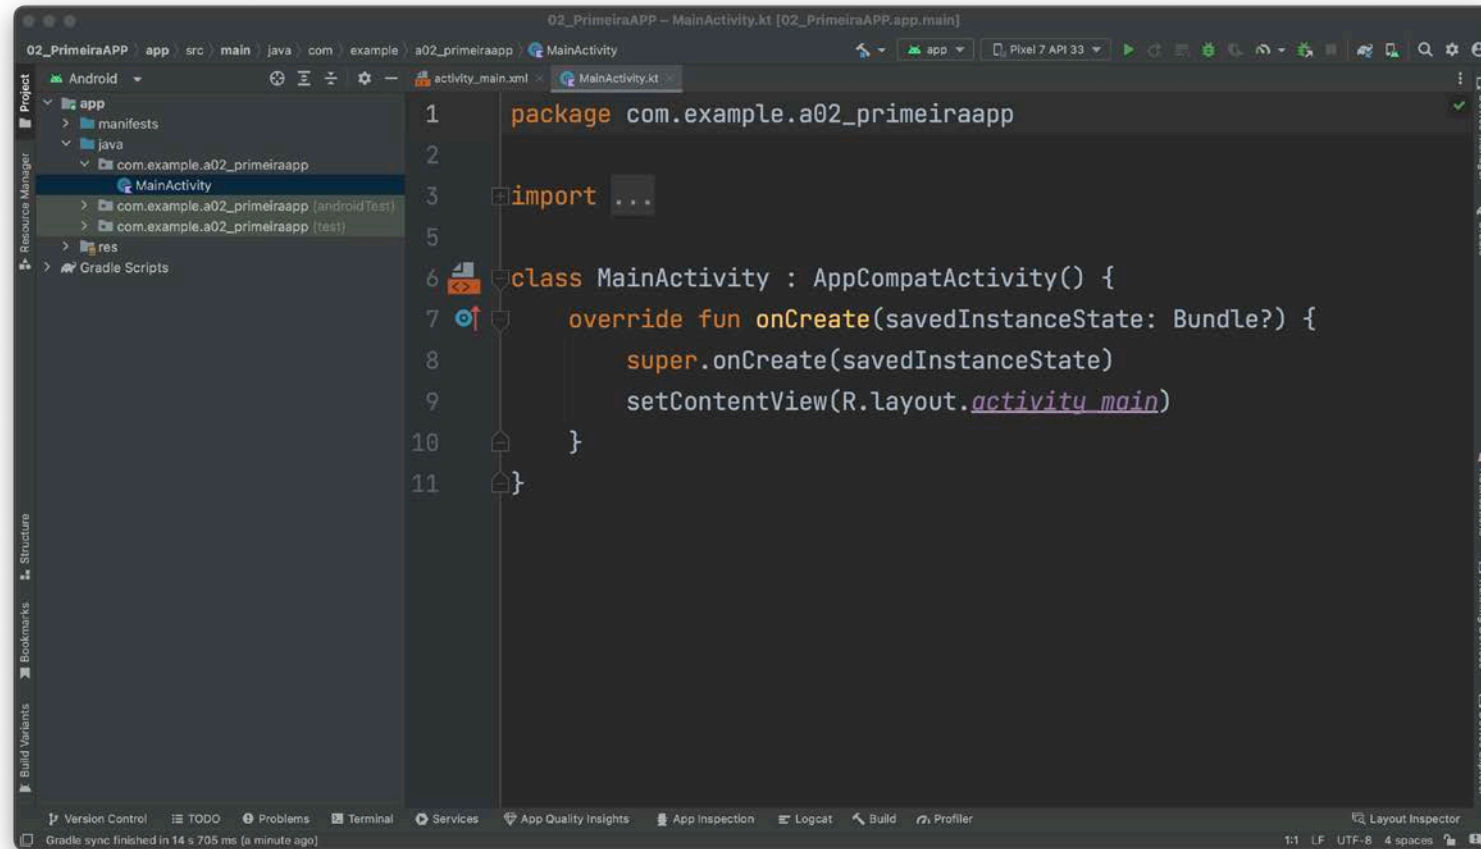 02_PrimeiraAPP – MainActivity.kt [02_PrimeiraAPP.app.main]
02_PrimeiraAPP app src main java com example a02_primeiraapp MainActivity
app Pixel 7 API 33
Project
Resource Manager
Structure
Bookmarks
Build Variants
Android
app
manifests
java
com.example.a02_primeiraapp
MainActivity
com.example.a02_primeiraapp (androidTest)
com.example.a02_primeiraapp (test)
res
Gradle Scripts
activity_main.xml MainActivity.kt
1 package com.example.a02_primeiraapp
2
3 import ...
5
6 class MainActivity : AppCompatActivity() {
7 override fun onCreate(savedInstanceState: Bundle?) {
8 super.onCreate(savedInstanceState)
9 setContentView(R.layout.activity_main)
10 }
11 }
Version Control TODO Problems Terminal Services App Quality Insights App Inspection Logcat Build Profiler Layout Inspector
Gradle sync finished in 14 s 705 ms (a minute ago) 1:1 LF UTF-8 4 spaces